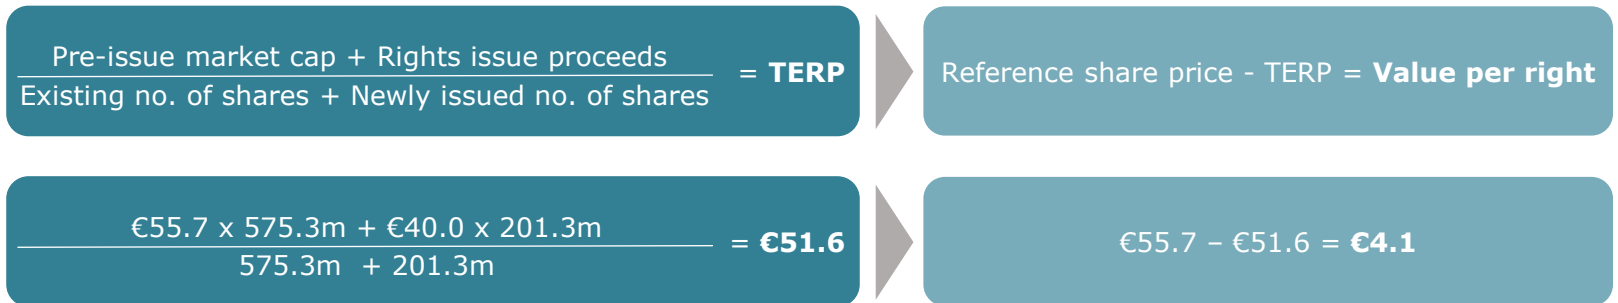 Pre-issue market cap + Rights issue proceeds
Existing no. of shares + Newly issued no. of shares
= TERP
Reference share price - TERP = Value per right
€55.7 x 575.3m + €40.0 x 201.3m
575.3m + 201.3m
= €51.6
€55.7 – €51.6 = €4.1